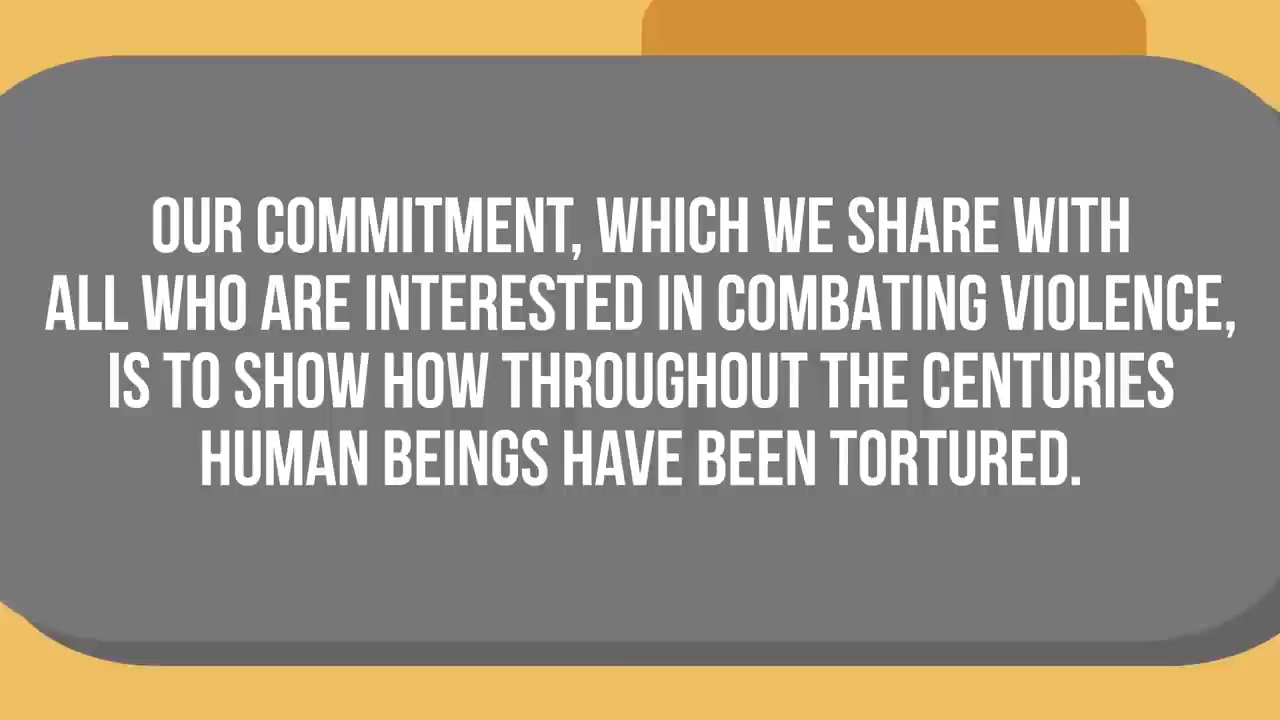 OUR COMMITMENT, WHICH WE SHARE WITH
ALL WHO ARE INTERESTED IN COMBATING VIOLENCE,
IS TO SHOW HOW THROUGHOUT THE CENTURIES
HUMAN BEINGS HAVE BEEN TORTURED.